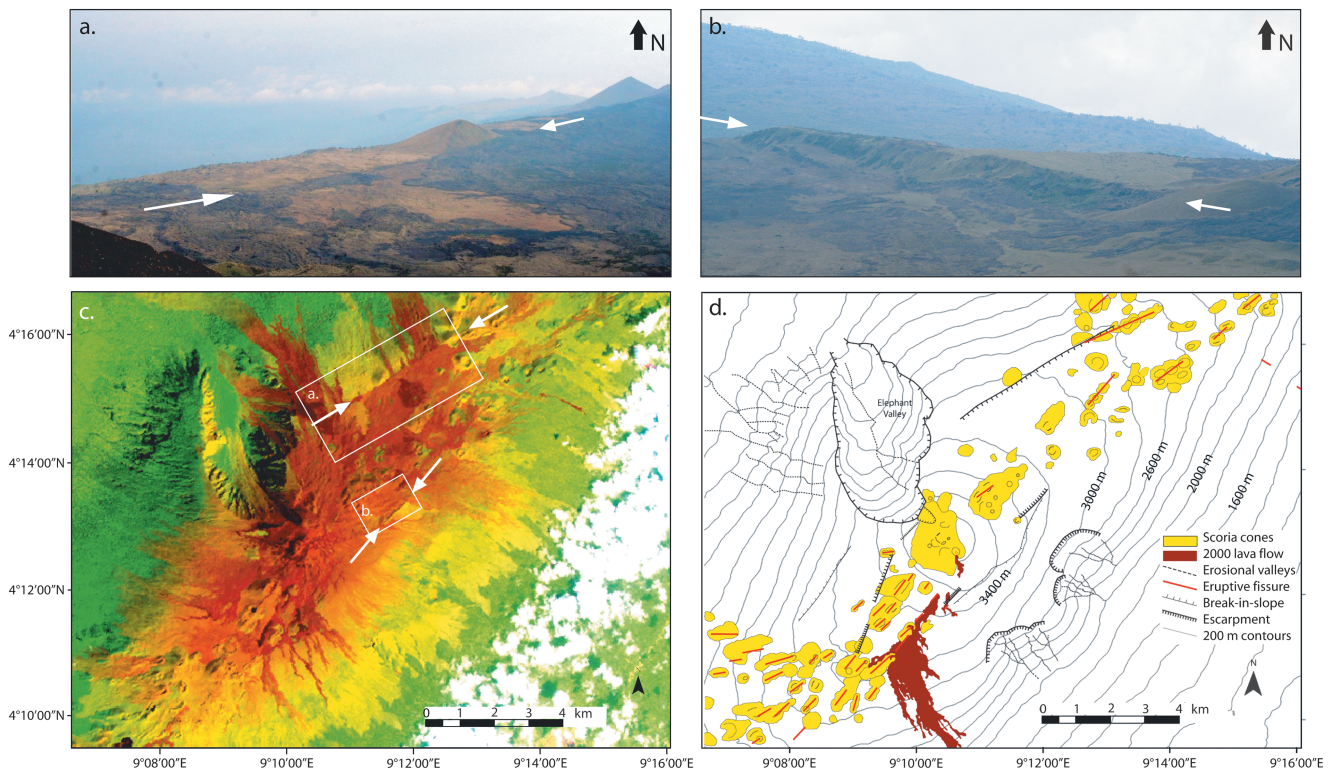 a.
N
b.
N
c.
4°16′00″N
4°14′00″N
4°12′00″N
4°10′00″N
a.
b.
0 1 2 3 4 km
9°08′00″E 9°10′00″E 9°12′00″E 9°14′00″E 9°16′00″E
d.
Elephant
Valley
3000 m
2600 m
2000 m
1600 m
3400 m
Scoria cones
2000 lava flow
Erosional valleys
Eruptive fissure
Break-in-slope
Escarpment
200 m contours
N
0 1 2 3 4 km
9°08′00″E 9°10′00″E 9°12′00″E 9°14′00″E 9°16′00″E